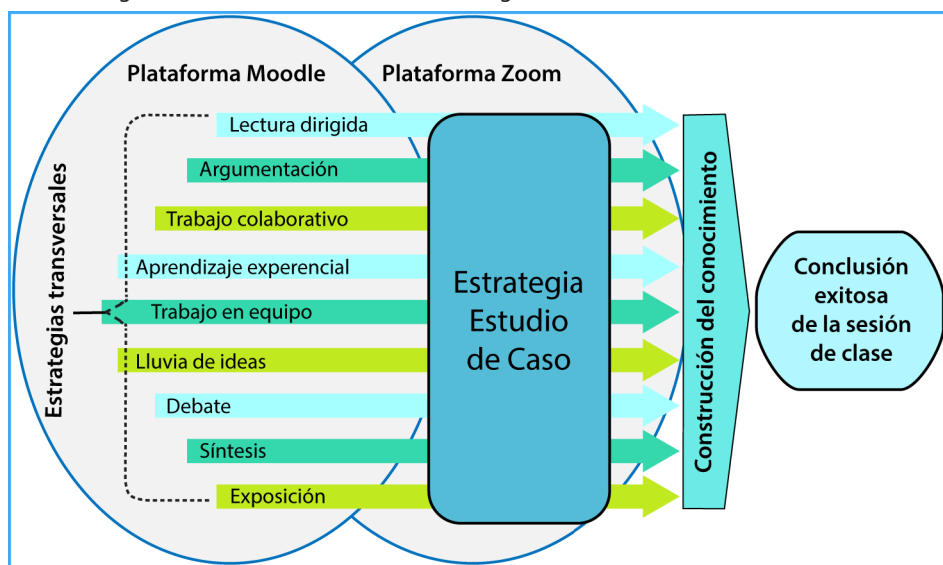 Plataforma Moodle
Plataforma Zoom
Estrategias transversales
Lectura dirigida
Argumentación
Trabajo colaborativo
Aprendizaje experencial
Trabajo en equipo
Lluvia de ideas
Debate
Síntesis
Exposición
Estrategia
Estudio
de Caso
Construcción del conocimiento
Conclusión
exitosa
de la sesión
de clase